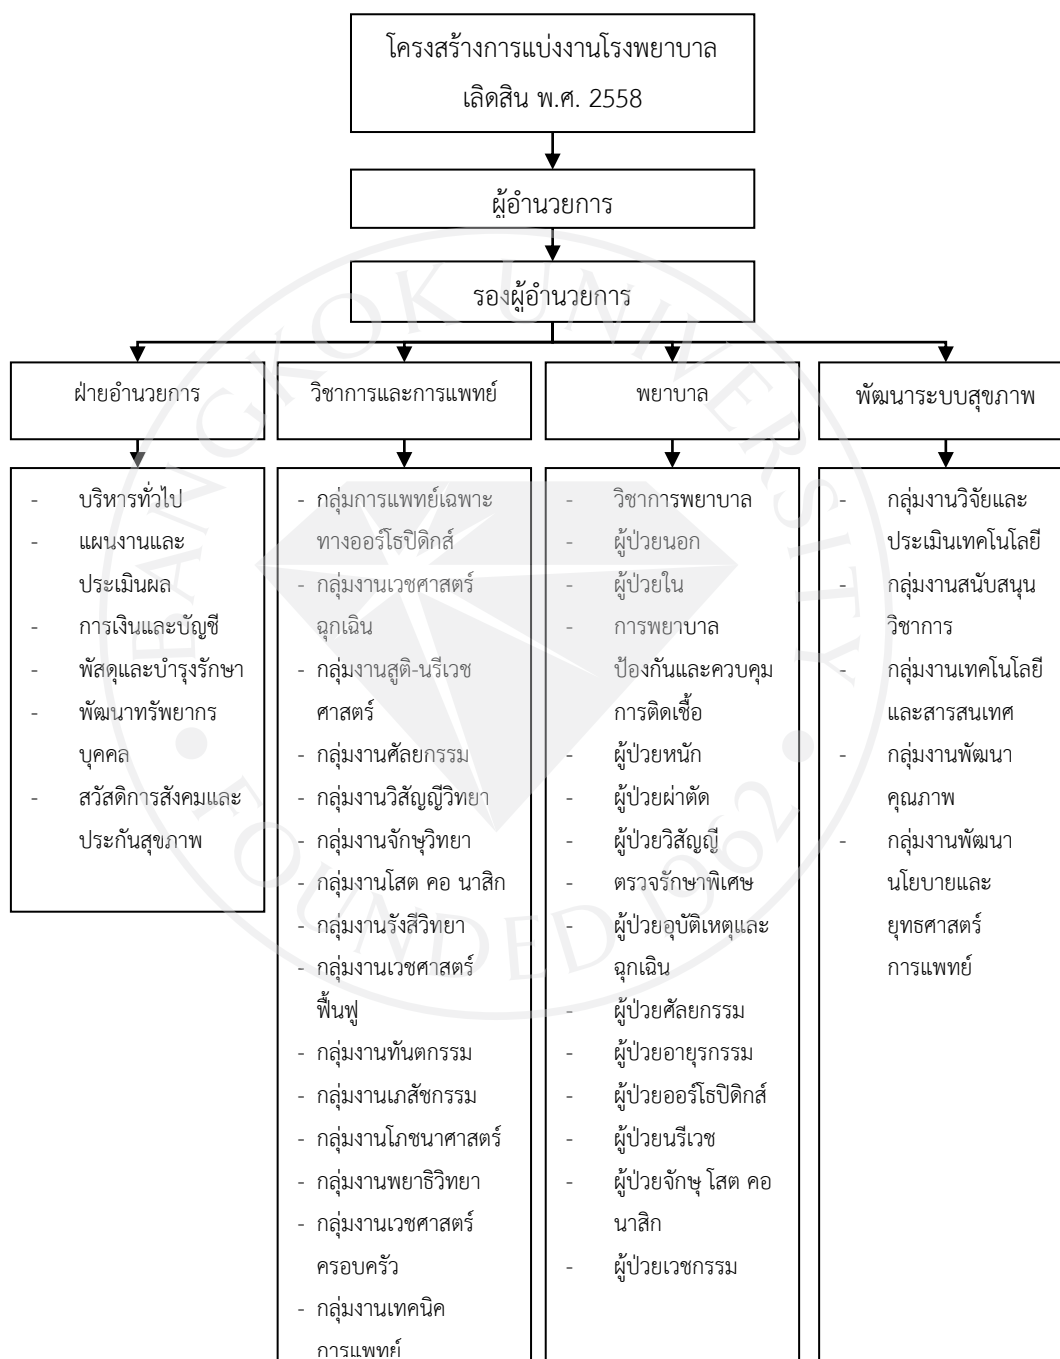 โครงสร้างการแบ่งงานโรงพยาบาล
เลิดสิน พ.ศ. 2558
ผู้อำนวยการ
รองผู้อำนวยการ
ฝ่ายอำนวยการ
วิชาการและการแพทย์
พยาบาล
พัฒนาระบบสุขภาพ
- บริหารทั่วไป
- แผนงานและ
ประเมินผล
- การเงินและบัญชี
- พัสดุและบำรุงรักษา
- พัฒนาทรัพยากร
บุคคล
- สวัสดิการสังคมและ
ประกันสุขภาพ
- กลุ่มการแพทย์เฉพาะ
ทางออร์โธปิดิกส์
- กลุ่มงานเวชศาสตร์
ฉุกเฉิน
- กลุ่มงานสูติ-นรีเวช
ศาสตร์
- กลุ่มงานศัลยกรรม
- กลุ่มงานวิสัญญีวิทยา
- กลุ่มงานจักษุวิทยา
- กลุ่มงานโสต คอ นาสิก
- กลุ่มงานรังสีวิทยา
- กลุ่มงานเวชศาสตร์
ฟื้นฟู
- กลุ่มงานทันตกรรม
- กลุ่มงานเภสัชกรรม
- กลุ่มงานโภชนาศาสตร์
- กลุ่มงานพยาธิวิทยา
- กลุ่มงานเวชศาสตร์
ครอบครัว
- กลุ่มงานเทคนิค
การแพทย์
- วิชาการพยาบาล
- ผู้ป่วยนอก
- ผู้ป่วยใน
- การพยาบาล
ป้องกันและควบคุม
การติดเชื้อ
- ผู้ป่วยหนัก
- ผู้ป่วยผ่าตัด
- ผู้ป่วยวิสัญญี
- ตรวจรักษาพิเศษ
- ผู้ป่วยอุบัติเหตุและ
ฉุกเฉิน
- ผู้ป่วยศัลยกรรม
- ผู้ป่วยอายุรกรรม
- ผู้ป่วยออร์โธปิดิกส์
- ผู้ป่วยนรีเวช
- ผู้ป่วยจักษุ โสต คอ
นาสิก
- ผู้ป่วยเวชกรรม
- กลุ่มงานวิจัยและ
ประเมินเทคโนโลยี
- กลุ่มงานสนับสนุน
วิชาการ
- กลุ่มงานเทคโนโลยี
และสารสนเทศ
- กลุ่มงานพัฒนา
คุณภาพ
- กลุ่มงานพัฒนา
นโยบายและ
ยุทธศาสตร์
การแพทย์
BANGKOK UNIVERSITY
FOUNDED 1962